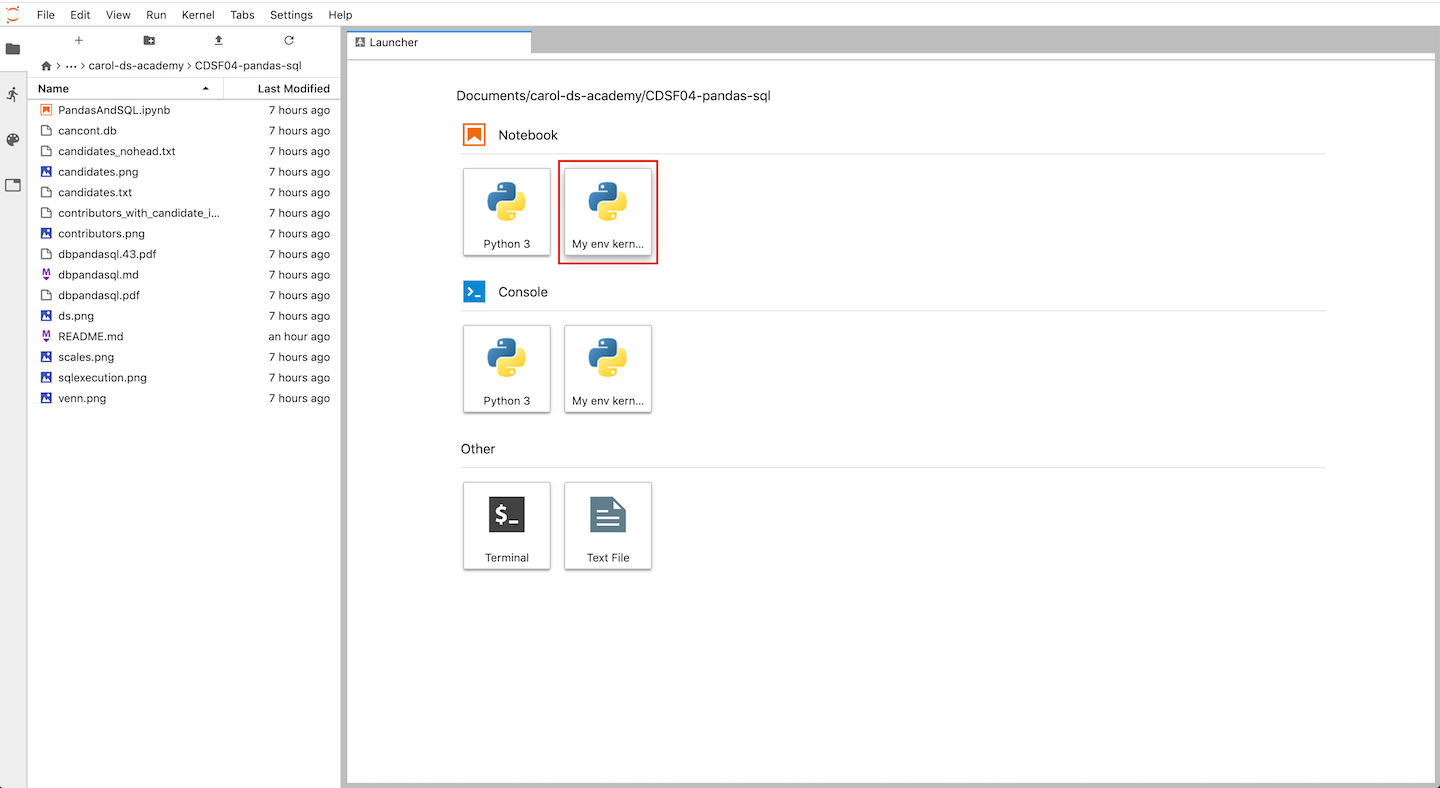 File Edit View Run Kernel Tabs Settings Help
… > carol-ds-academy > CDSF04-pandas-sql
Name Last Modified
PandasAndSQL.ipynb 7 hours ago
cancont.db 7 hours ago
candidates_nohead.txt 7 hours ago
candidates.png 7 hours ago
candidates.txt 7 hours ago
contributors_with_candidate_i... 7 hours ago
contributors.png 7 hours ago
dbpandasql.43.pdf 7 hours ago
dbpandasql.md 7 hours ago
dbpandasql.pdf 7 hours ago
ds.png 7 hours ago
README.md an hour ago
scales.png 7 hours ago
sqlexecution.png 7 hours ago
venn.png 7 hours ago
Launcher
Documents/carol-ds-academy/CDSF04-pandas-sql
Notebook
Python 3 My env kern...
Console
Python 3 My env kern...
Other
$_
Terminal Text File